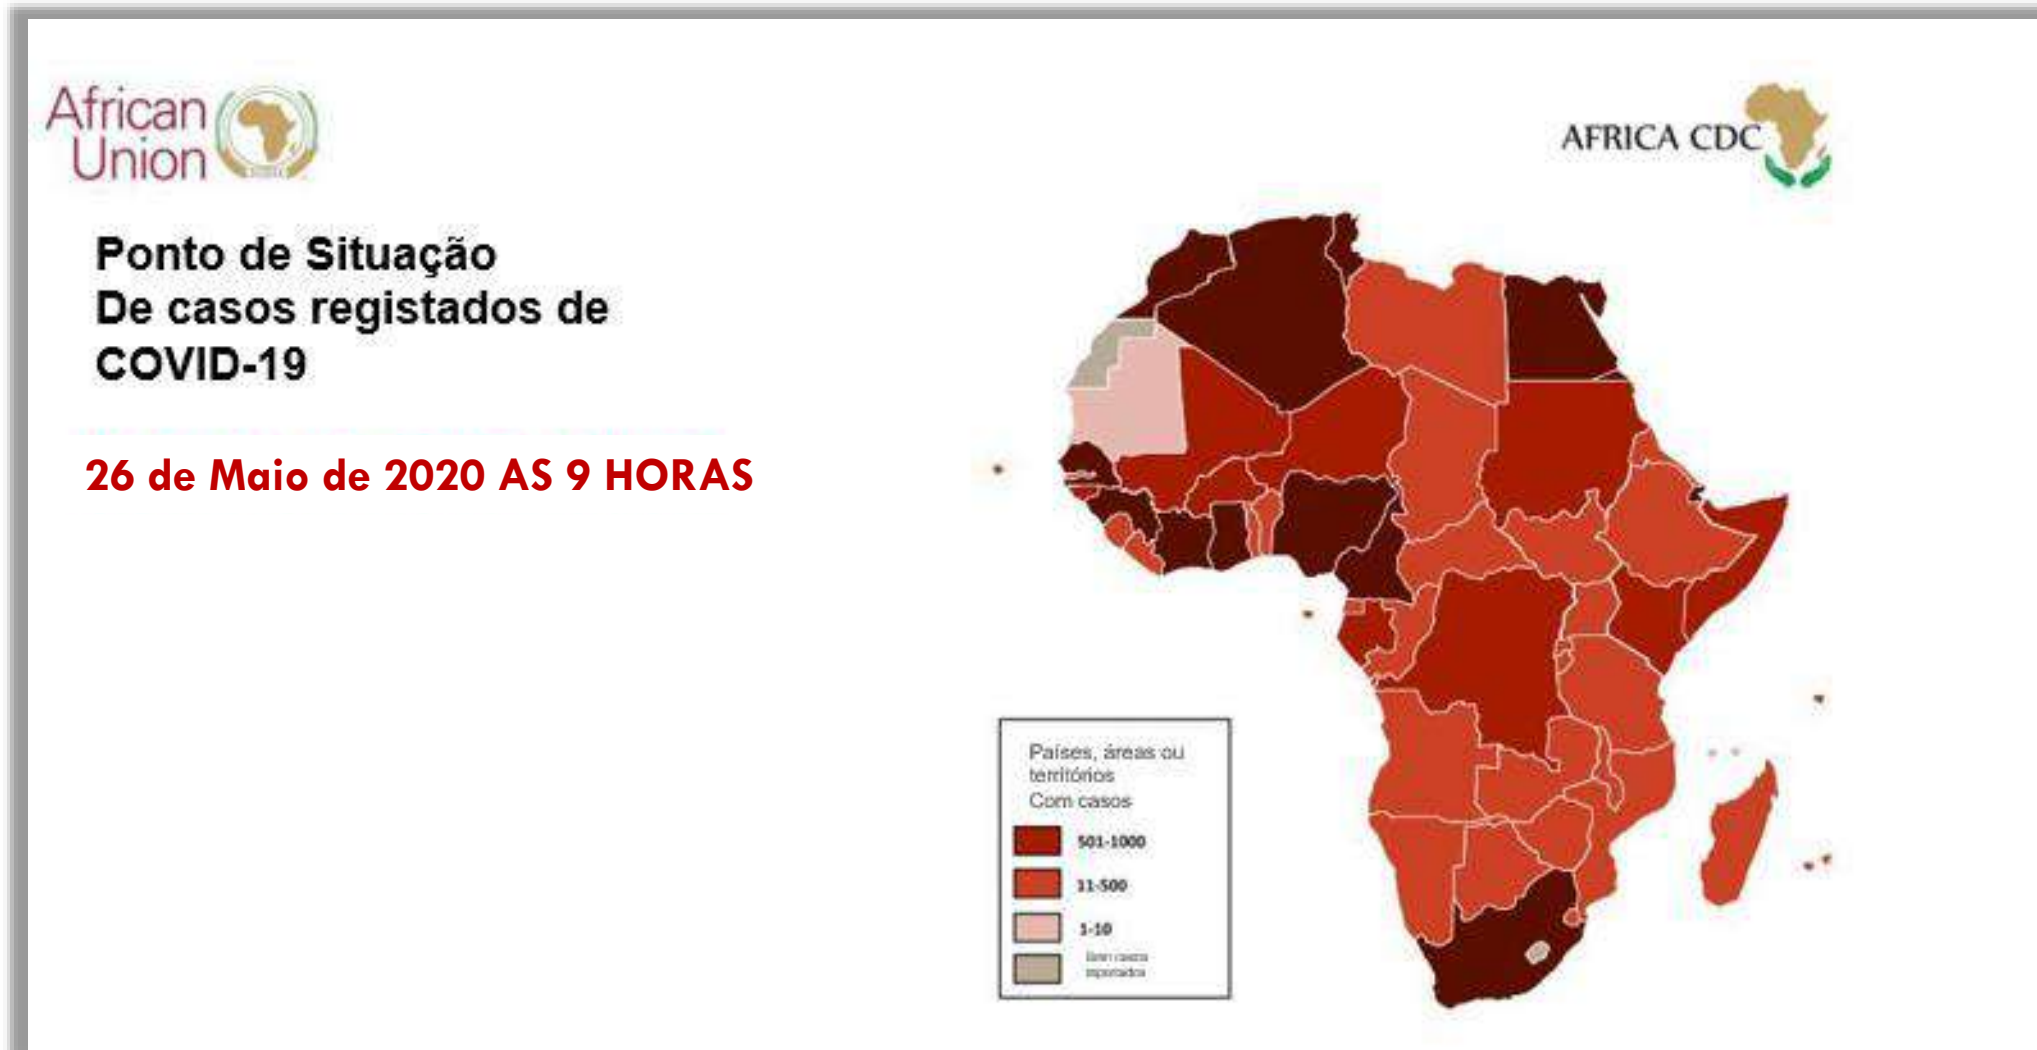 African
Union
AFRICA CDC
Ponto de Situação
De casos registados de
COVID-19
26 de Maio de 2020 AS 9 HORAS
Países, áreas ou
territórios
Com casos
501-1000
11-500
1-10